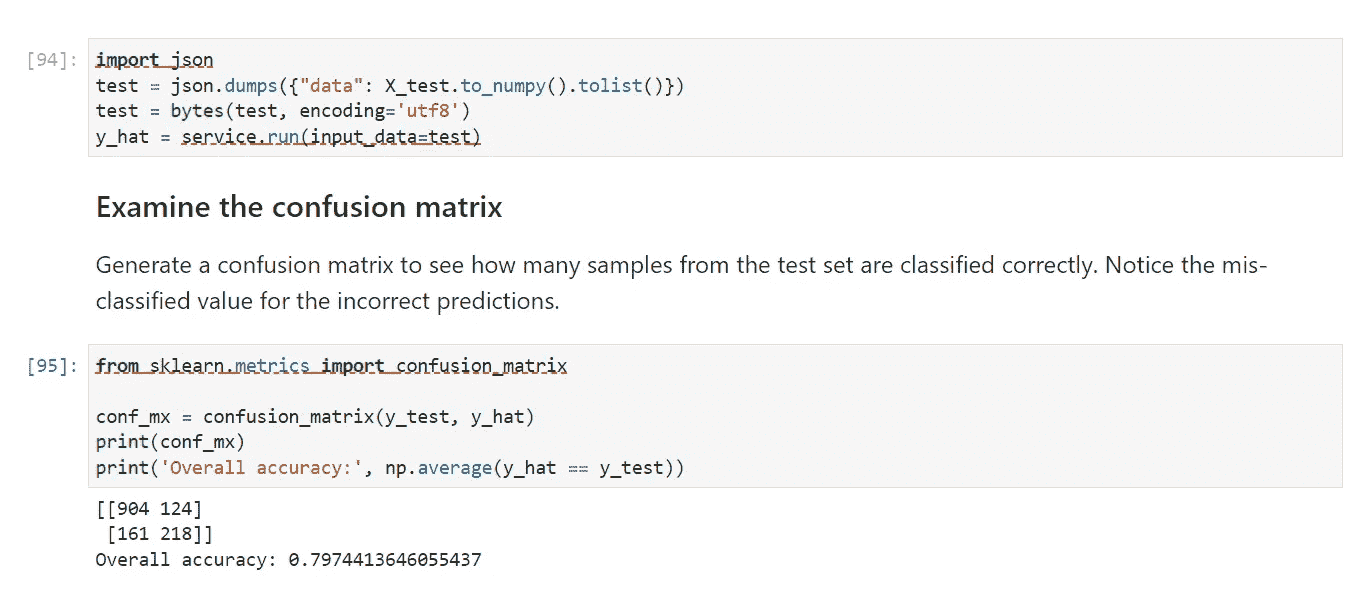 [94]: import json
test = json.dumps({"data": X_test.to_numpy().tolist()})
test = bytes(test, encoding='utf8')
y_hat = service.run(input_data=test)
Examine the confusion matrix
Generate a confusion matrix to see how many samples from the test set are classified correctly. Notice the mis-
classified value for the incorrect predictions.
[95]: from sklearn.metrics import confusion_matrix
conf_mx = confusion_matrix(y_test, y_hat)
print(conf_mx)
print('Overall accuracy:', np.average(y_hat == y_test))
[[904 124]
[161 218]]
Overall accuracy: 0.7974413646055437